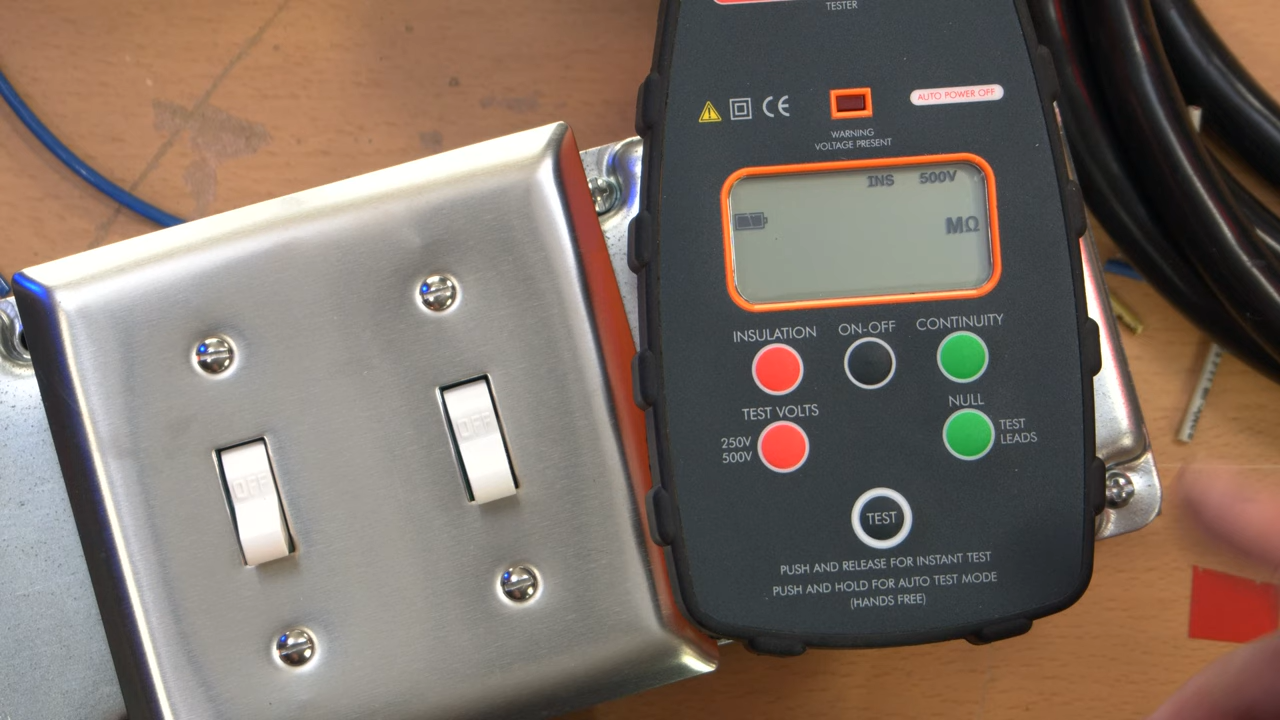 TESTER
CE
AUTO POWER OFF
WARNING
VOLTAGE PRESENT
INS 500V
MΩ
INSULATION
ON-OFF
CONTINUITY
TEST VOLTS
250V
500V
NULL
TEST
LEADS
TEST
PUSH AND RELEASE FOR INSTANT TEST
PUSH AND HOLD FOR AUTO TEST MODE
(HANDS FREE)
OFF
OFF